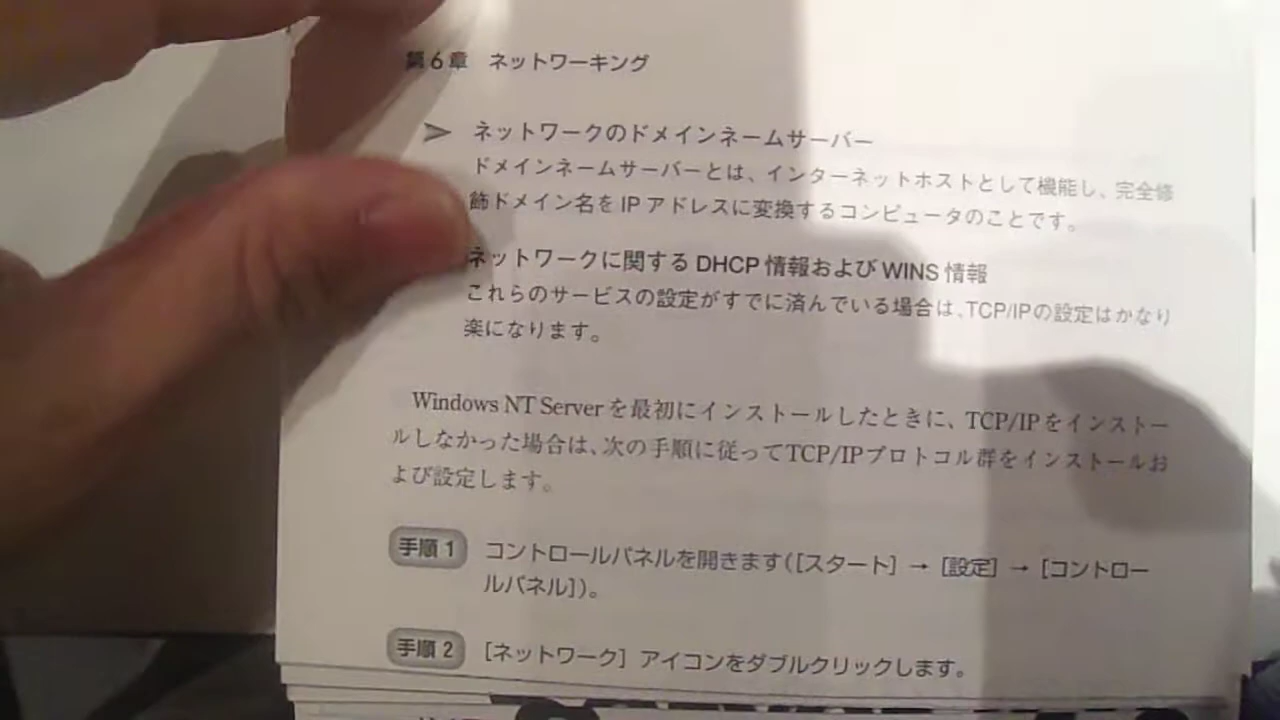 第6章 ネットワーキング
➢ ネットワークのドメインネームサーバー
ドメインネームサーバーとは、インターネットホストとして機能し、完全修
飾ドメイン名をIPアドレスに変換するコンピュータのことです。
ネットワークに関するDHCP情報およびWINS情報
これらのサービスの設定がすでに済んでいる場合は、TCP/IPの設定はかなり
楽になります。
Windows NT Serverを最初にインストールしたときに、TCP/IPをインストー
ルしなかった場合は、次の手順に従ってTCP/IPプロトコル群をインストールお
よび設定します。
手順1 コントロールパネルを開きます([スタート] → [設定] → [コントロー
ルパネル])。
手順2 [ネットワーク] アイコンをダブルクリックします。